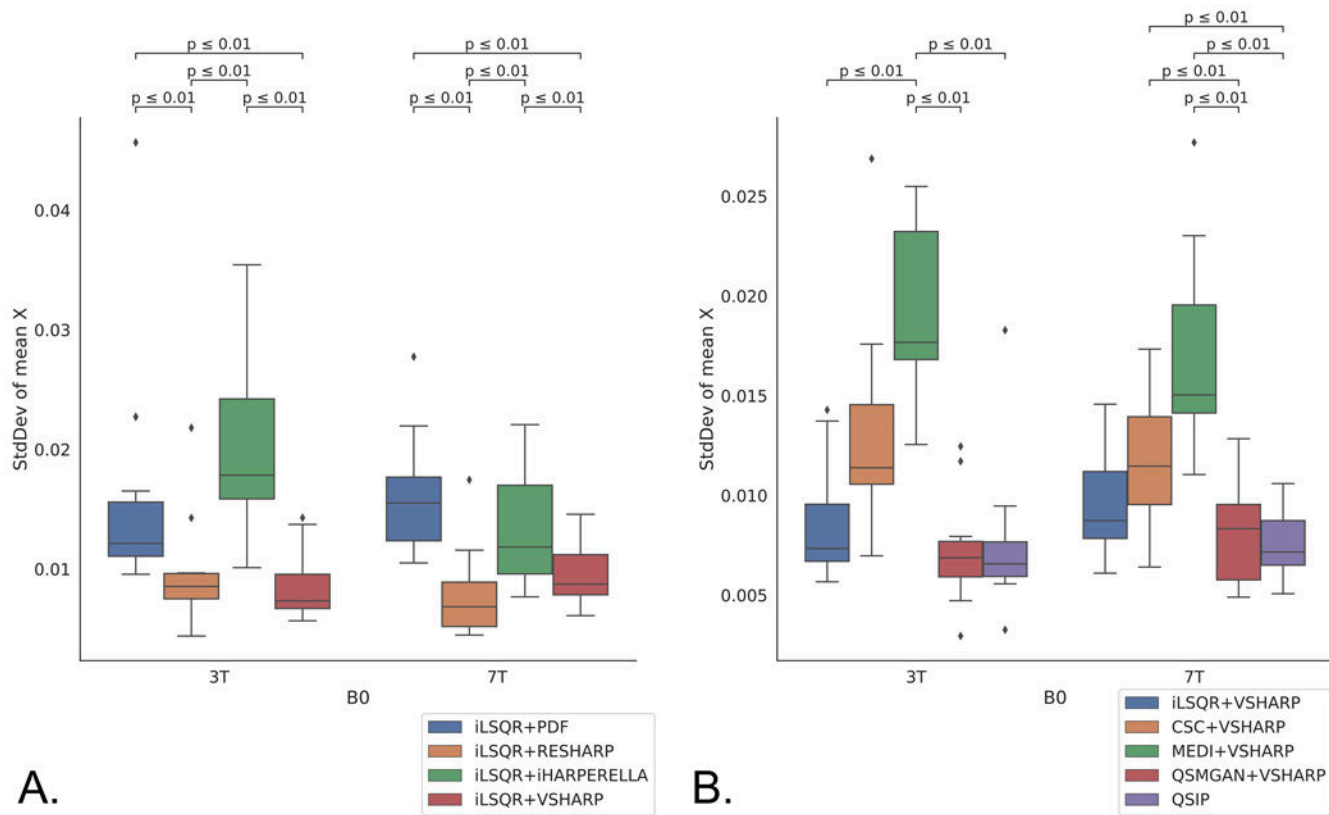 p ≤ 0.01
p ≤ 0.01
p ≤ 0.01 p ≤ 0.01
p ≤ 0.01
p ≤ 0.01
p ≤ 0.01 p ≤ 0.01
StdDev of mean X
0.04
0.03
0.02
0.01
3T
7T
B0
iLSQR+PDF
iLSQR+RESHARP
iLSQR+iHARPERELLA
iLSQR+VSHARP
A.
p ≤ 0.01
p ≤ 0.01
p ≤ 0.01
p ≤ 0.01
p ≤ 0.01
p ≤ 0.01
p ≤ 0.01
StdDev of mean X
0.025
0.020
0.015
0.010
0.005
3T
7T
B0
iLSQR+VSHARP
CSC+VSHARP
MEDI+VSHARP
QSMGAN+VSHARP
QSIP
B.